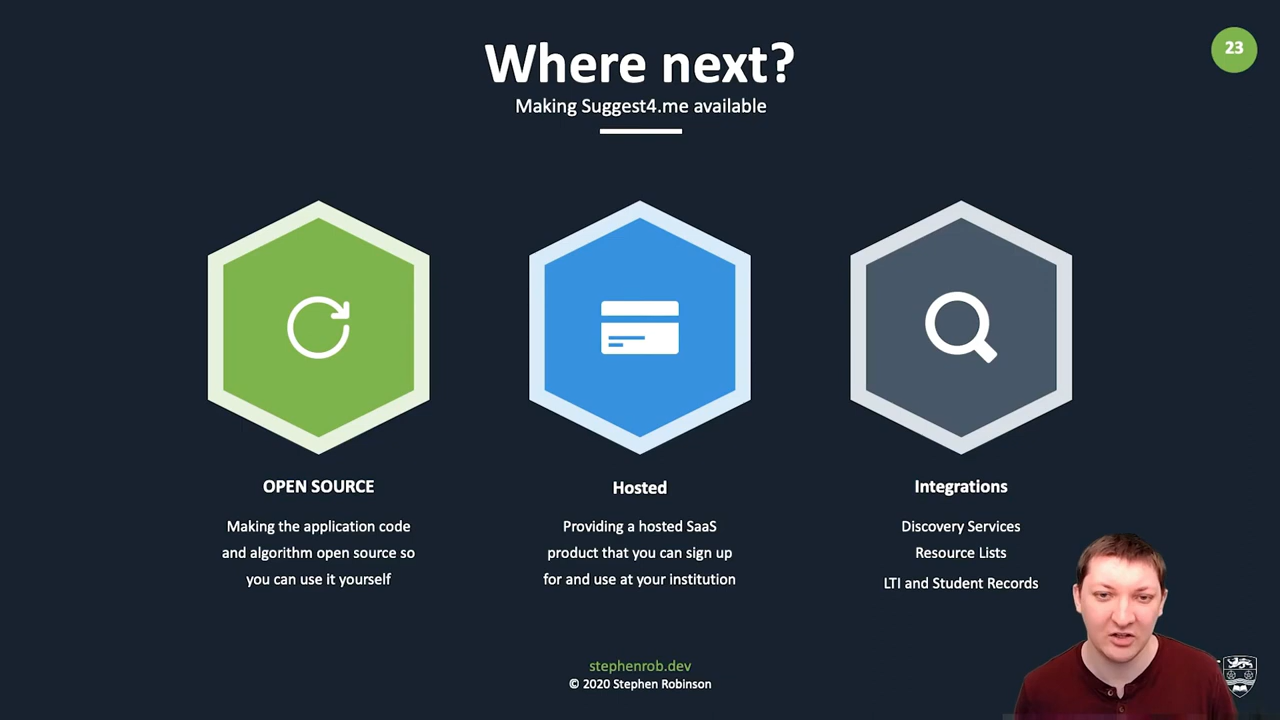 Where next?
23
Making Suggest4.me available
OPEN SOURCE
Making the application code
and algorithm open source so
you can use it yourself
Hosted
Providing a hosted SaaS
product that you can sign up
for and use at your institution
Integrations
Discovery Services
Resource Lists
LTI and Student Records
stephenrob.dev
© 2020 Stephen Robinson